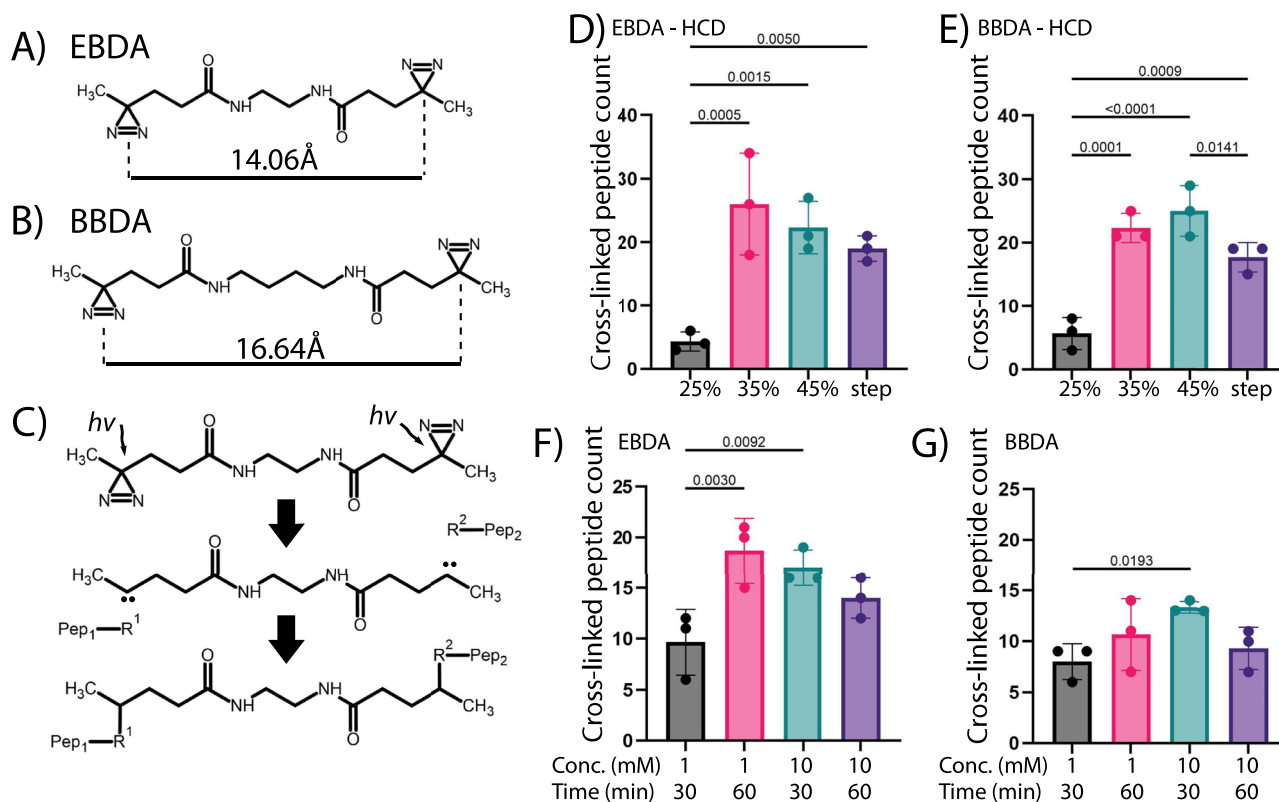 A) EBDA
N=N
O
H3C
NH
NH
N=N
O
CH3
14.06Å
B) BBDA
N=N
O
H3C
NH
NH
N=N
O
CH3
16.64Å
C)
hv
hv
N=N
O
H3C
NH
NH
N=N
O
CH3
R2—Pep2
O
H3C
NH
NH
CH3
O
Pep1—R1
R2—Pep2
O
H3C
NH
NH
CH3
O
Pep1—R1
D) EBDA - HCD
0.0050
0.0015
0.0005
Cross-linked peptide count
40
30
20
10
0
25% 35% 45% step
E) BBDA - HCD
0.0009
<0.0001
0.0001 0.0141
Cross-linked peptide count
40
30
20
10
0
25% 35% 45% step
F) EBDA
0.0092
0.0030
Cross-linked peptide count
25
20
15
10
5
0
Conc. (mM) 1 1 10 10
Time (min) 30 60 30 60
G) BBDA
0.0193
Cross-linked peptide count
25
20
15
10
5
0
Conc. (mM) 1 1 10 10
Time (min) 30 60 30 60